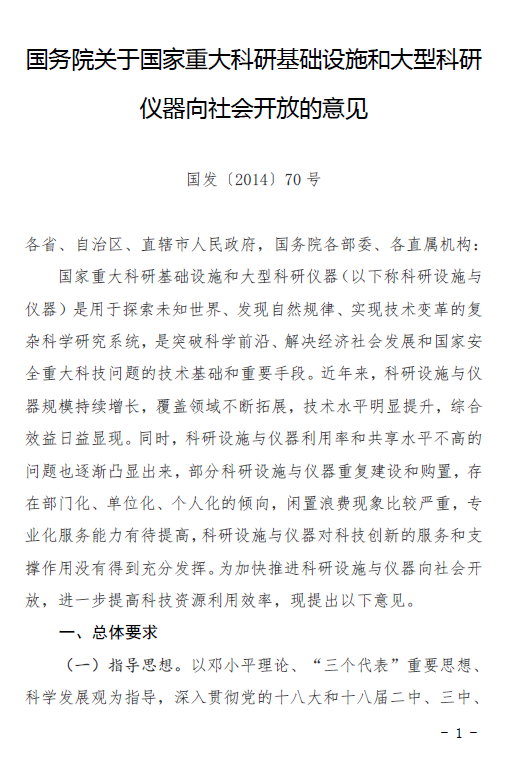 国务院关于国家重大科研基础设施和大型科研
仪器向社会开放的意见
国发〔2014〕70号
各省、自治区、直辖市人民政府，国务院各部委、各直属机构：
国家重大科研基础设施和大型科研仪器（以下称科研设施与
仪器）是用于探索未知世界、发现自然规律、实现技术变革的复
杂科学研究系统，是突破科学前沿、解决经济社会发展和国家安
全重大科技问题的技术基础和重要手段。近年来，科研设施与仪
器规模持续增长，覆盖领域不断拓展，技术水平明显提升，综合
效益日益显现。同时，科研设施与仪器利用率和共享水平不高的
问题也逐渐凸显出来，部分科研设施与仪器重复建设和购置，存
在部门化、单位化、个人化的倾向，闲置浪费现象比较严重，专
业化服务能力有待提高，科研设施与仪器对科技创新的服务和支
撑作用没有得到充分发挥。为加快推进科研设施与仪器向社会开
放，进一步提高科技资源利用效率，现提出以下意见。
一、总体要求
（一）指导思想。以邓小平理论、“三个代表”重要思想、
科学发展观为指导，深入贯彻党的十八大和十八届二中、三中、
- 1 -